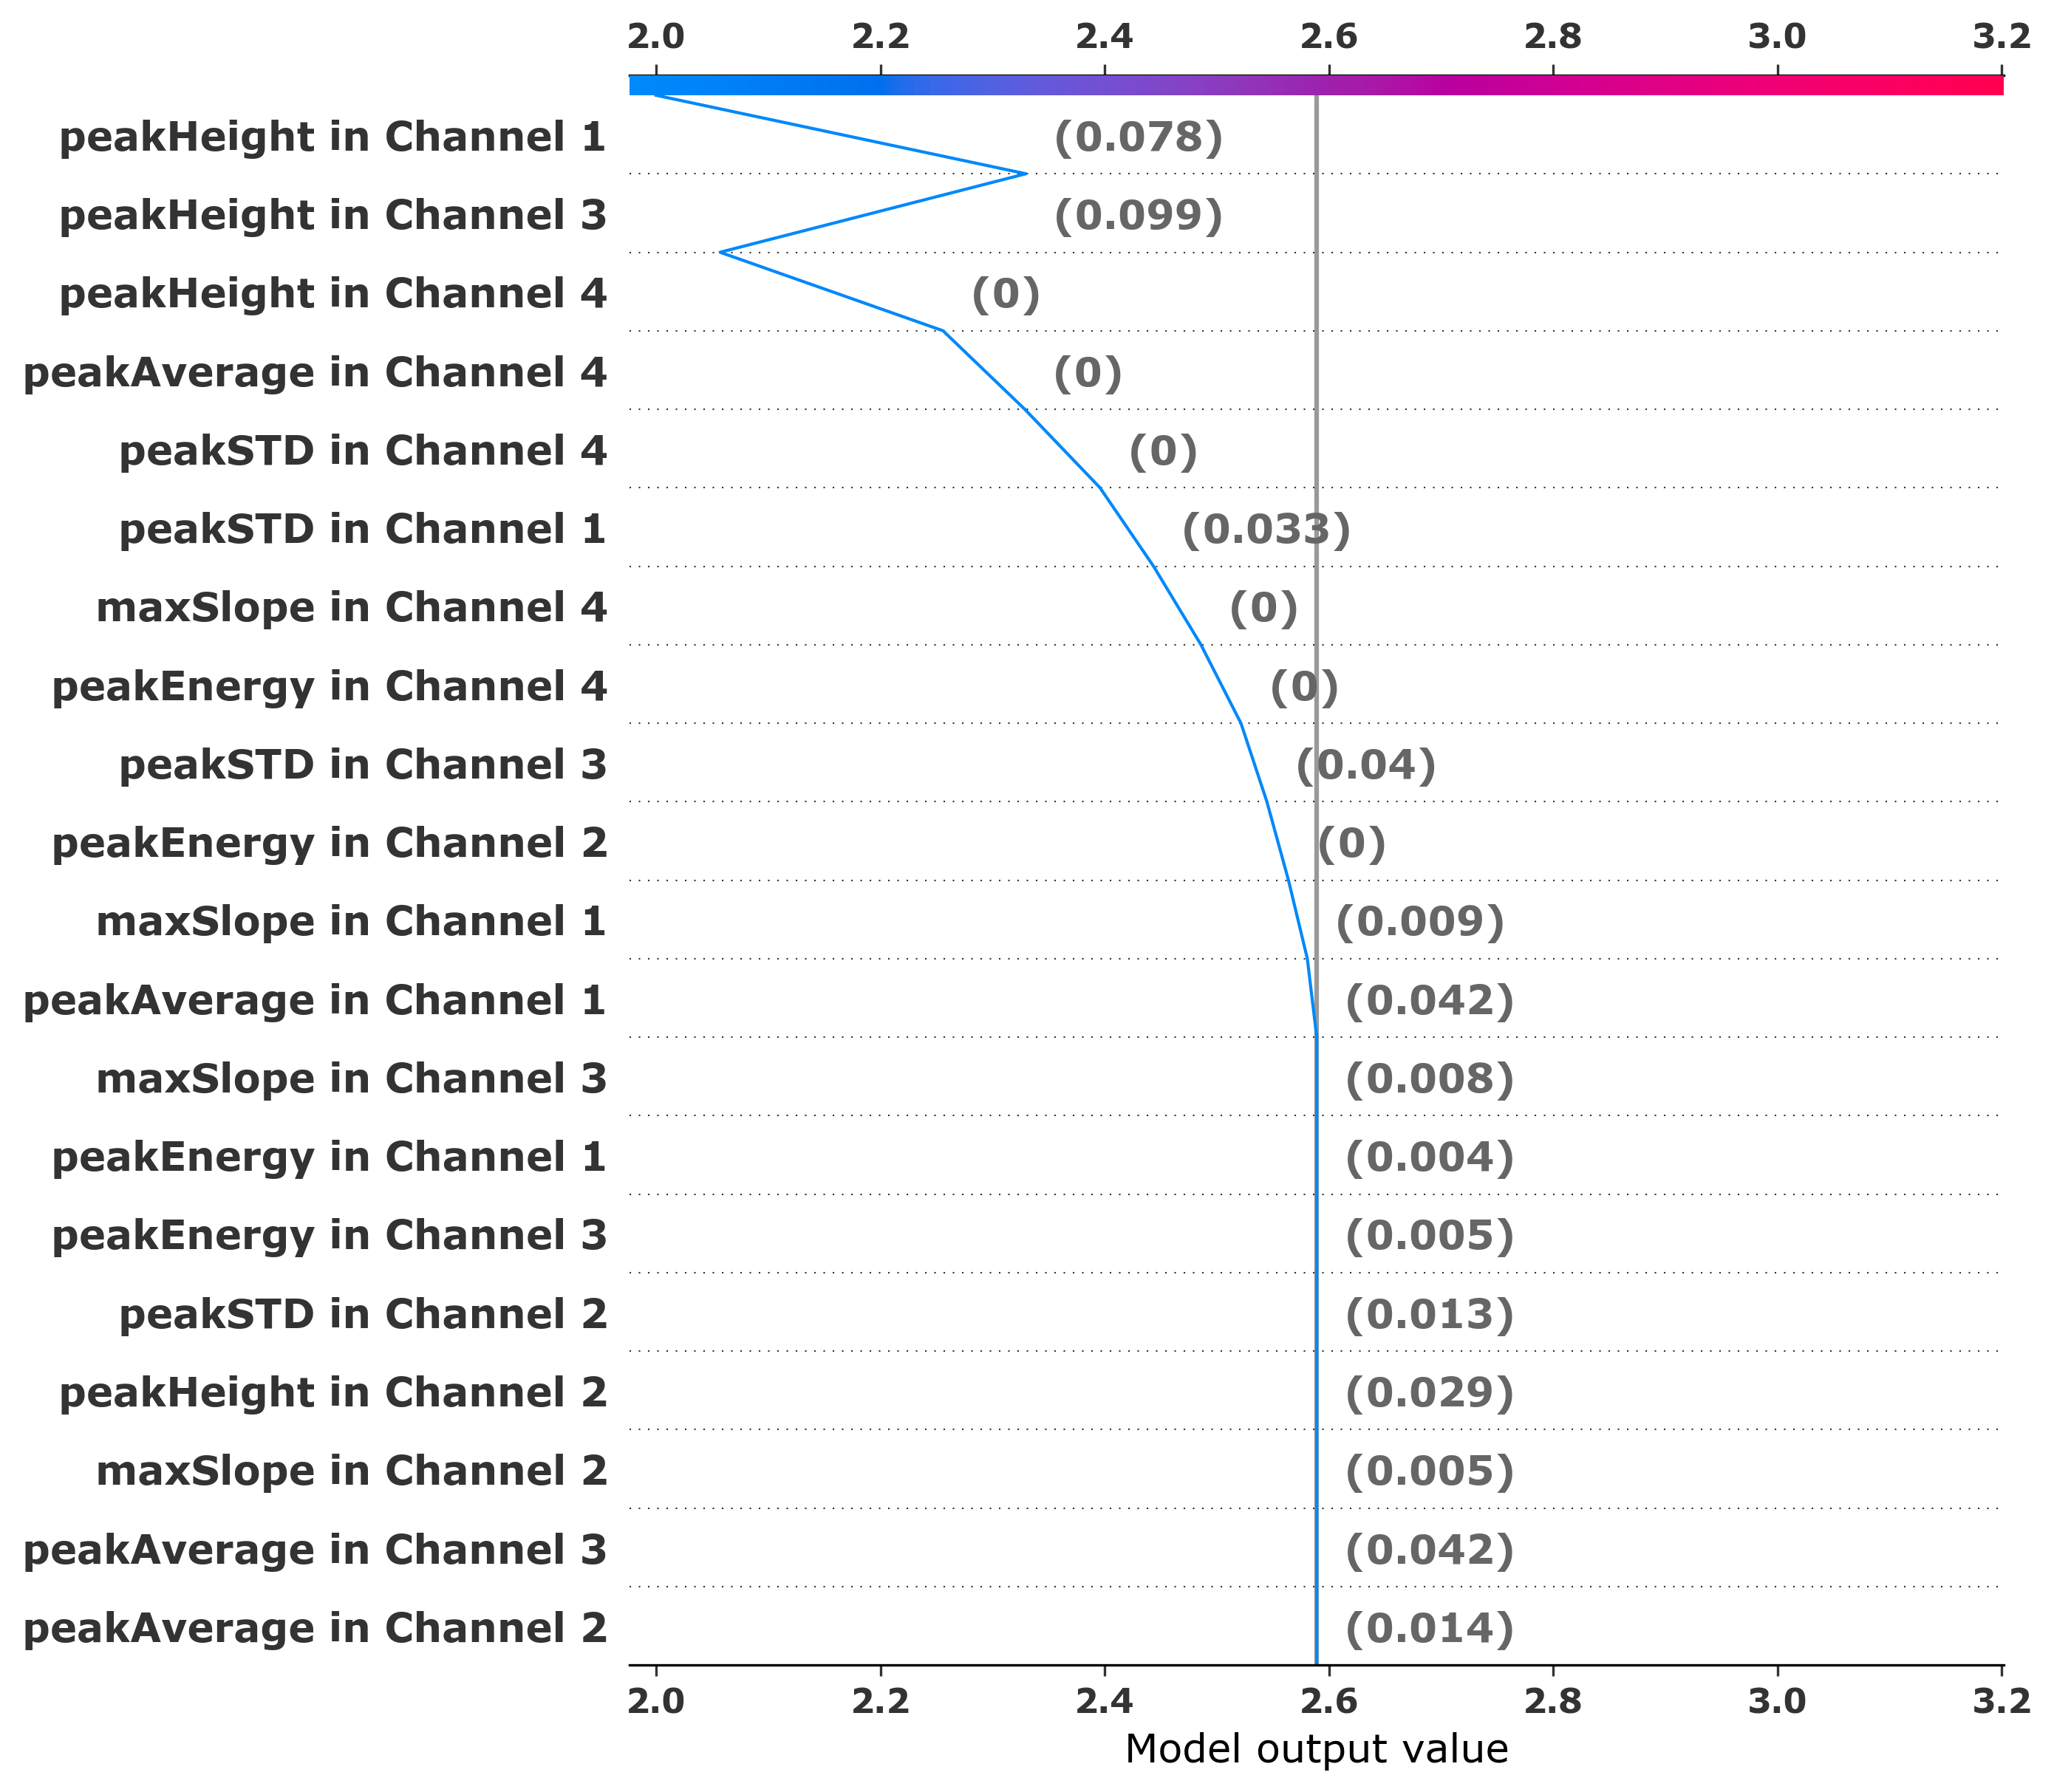 2.0 2.2 2.4 2.6 2.8 3.0 3.2
peakHeight in Channel 1 (0.078)
peakHeight in Channel 3 (0.099)
peakHeight in Channel 4 (0)
peakAverage in Channel 4 (0)
peakSTD in Channel 4 (0)
peakSTD in Channel 1 (0.033)
maxSlope in Channel 4 (0)
peakEnergy in Channel 4 (0)
peakSTD in Channel 3 (0.04)
peakEnergy in Channel 2 (0)
maxSlope in Channel 1 (0.009)
peakAverage in Channel 1 (0.042)
maxSlope in Channel 3 (0.008)
peakEnergy in Channel 1 (0.004)
peakEnergy in Channel 3 (0.005)
peakSTD in Channel 2 (0.013)
peakHeight in Channel 2 (0.029)
maxSlope in Channel 2 (0.005)
peakAverage in Channel 3 (0.042)
peakAverage in Channel 2 (0.014)
2.0 2.2 2.4 2.6 2.8 3.0 3.2
Model output value